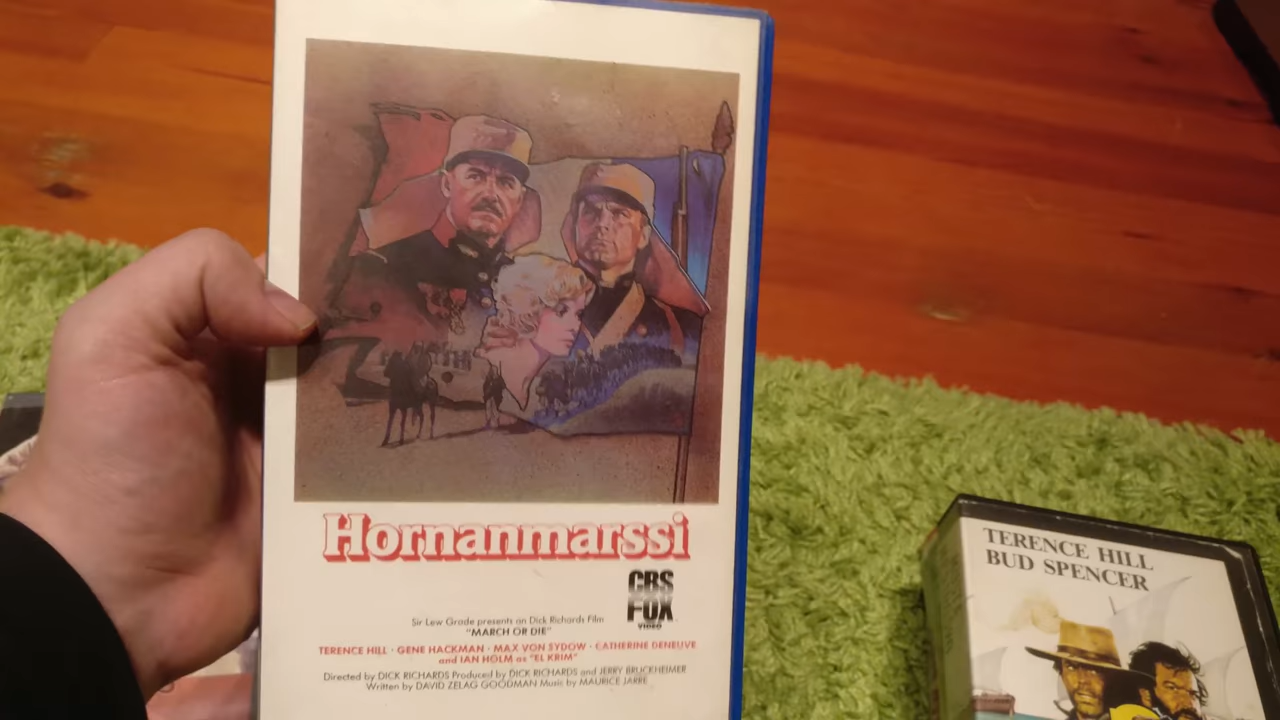 Hornanmarssi
CBS
FOX
VIDEO
Sir Lew Grade presents an Dick Richards Film
"MARCH OR DIE"
TERENCE HILL · GENE HACKMAN · MAX VON SYDOW · CATHERINE DENEUVE
and IAN HOLM as "EL KRIM"
Directed by DICK RICHARDS Produced by DICK RICHARDS and JERRY BRUCKHEIMER
Written by DAVID ZELAG GOODMAN Music by MAURICE JARRE
TERENCE HILL
BUD SPENCER